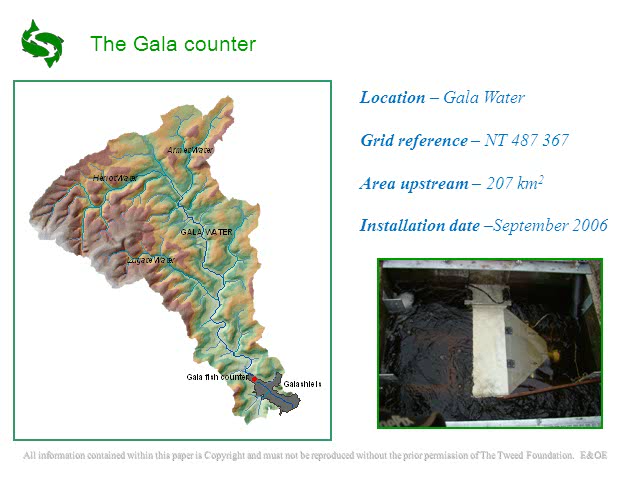 The Gala counter
Location – Gala Water
Grid reference – NT 487 367
Area upstream – 207 km²
Installation date –September 2006
Armet Water
Heriot Water
GALA WATER
Lugate Water
Gala fish counter
Galashiels
All information contained within this paper is Copyright and must not be reproduced without the prior permission of The Tweed Foundation. E&OE